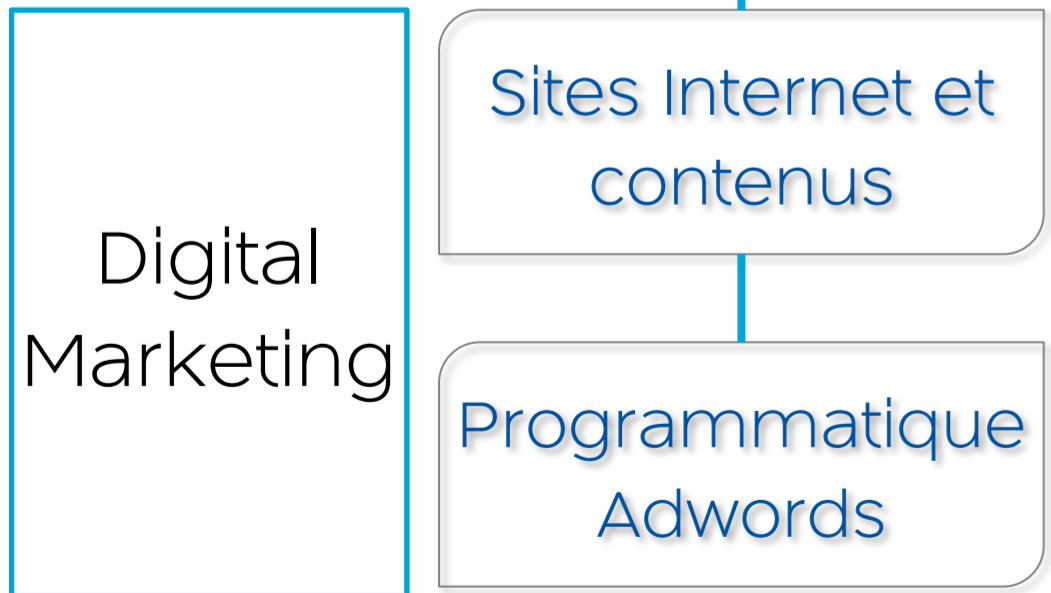 Digital
Marketing
Sites Internet et
contenus
Programmatique
Adwords